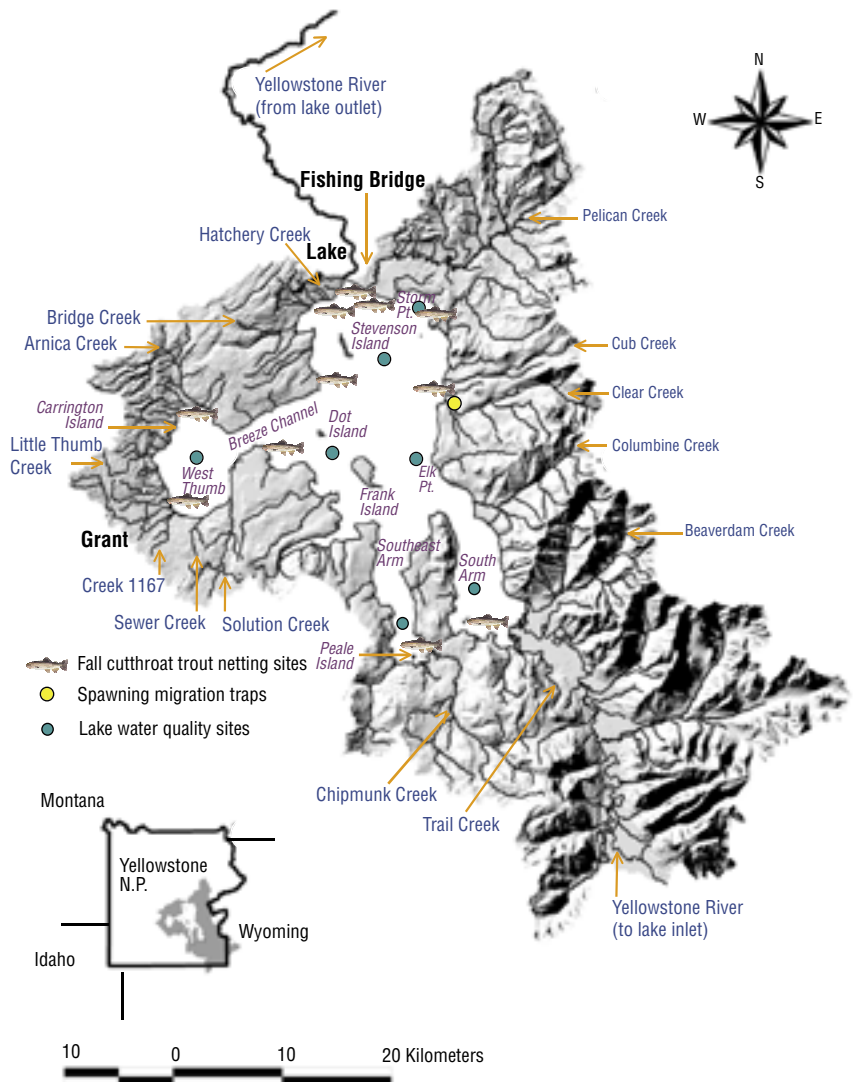 Yellowstone River
(from lake outlet)
N
W
E
S
Fishing Bridge
Pelican Creek
Hatchery Creek
Lake
Storm
Pt.
Bridge Creek
Stevenson
Island
Arnica Creek
Cub Creek
Clear Creek
Carrington
Island
Breeze Channel
Dot
Island
Little Thumb
Creek
Columbine Creek
West
Thumb
Elk
Pt.
Frank
Island
Grant
Beaverdam Creek
Southeast
Arm
South
Arm
Creek 1167
Sewer Creek
Solution Creek
Peale
Island
Fall cutthroat trout netting sites
Spawning migration traps
Lake water quality sites
Chipmunk Creek
Trail Creek
Montana
Yellowstone
N.P.
Wyoming
Idaho
Yellowstone River
(to lake inlet)
10 0 10 20 Kilometers